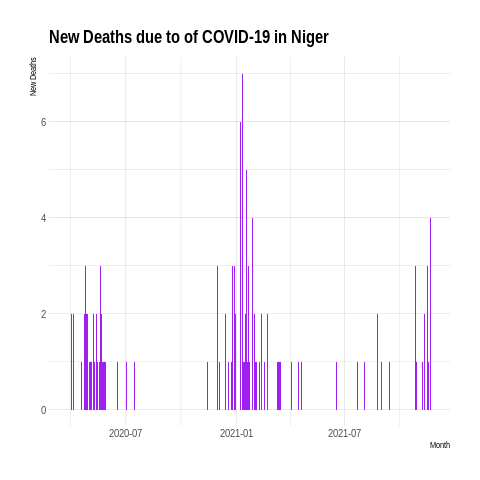 New Deaths due to of COVID-19 in Niger
New Deaths
6
4
2
0
2020-07 2021-01 2021-07
Month